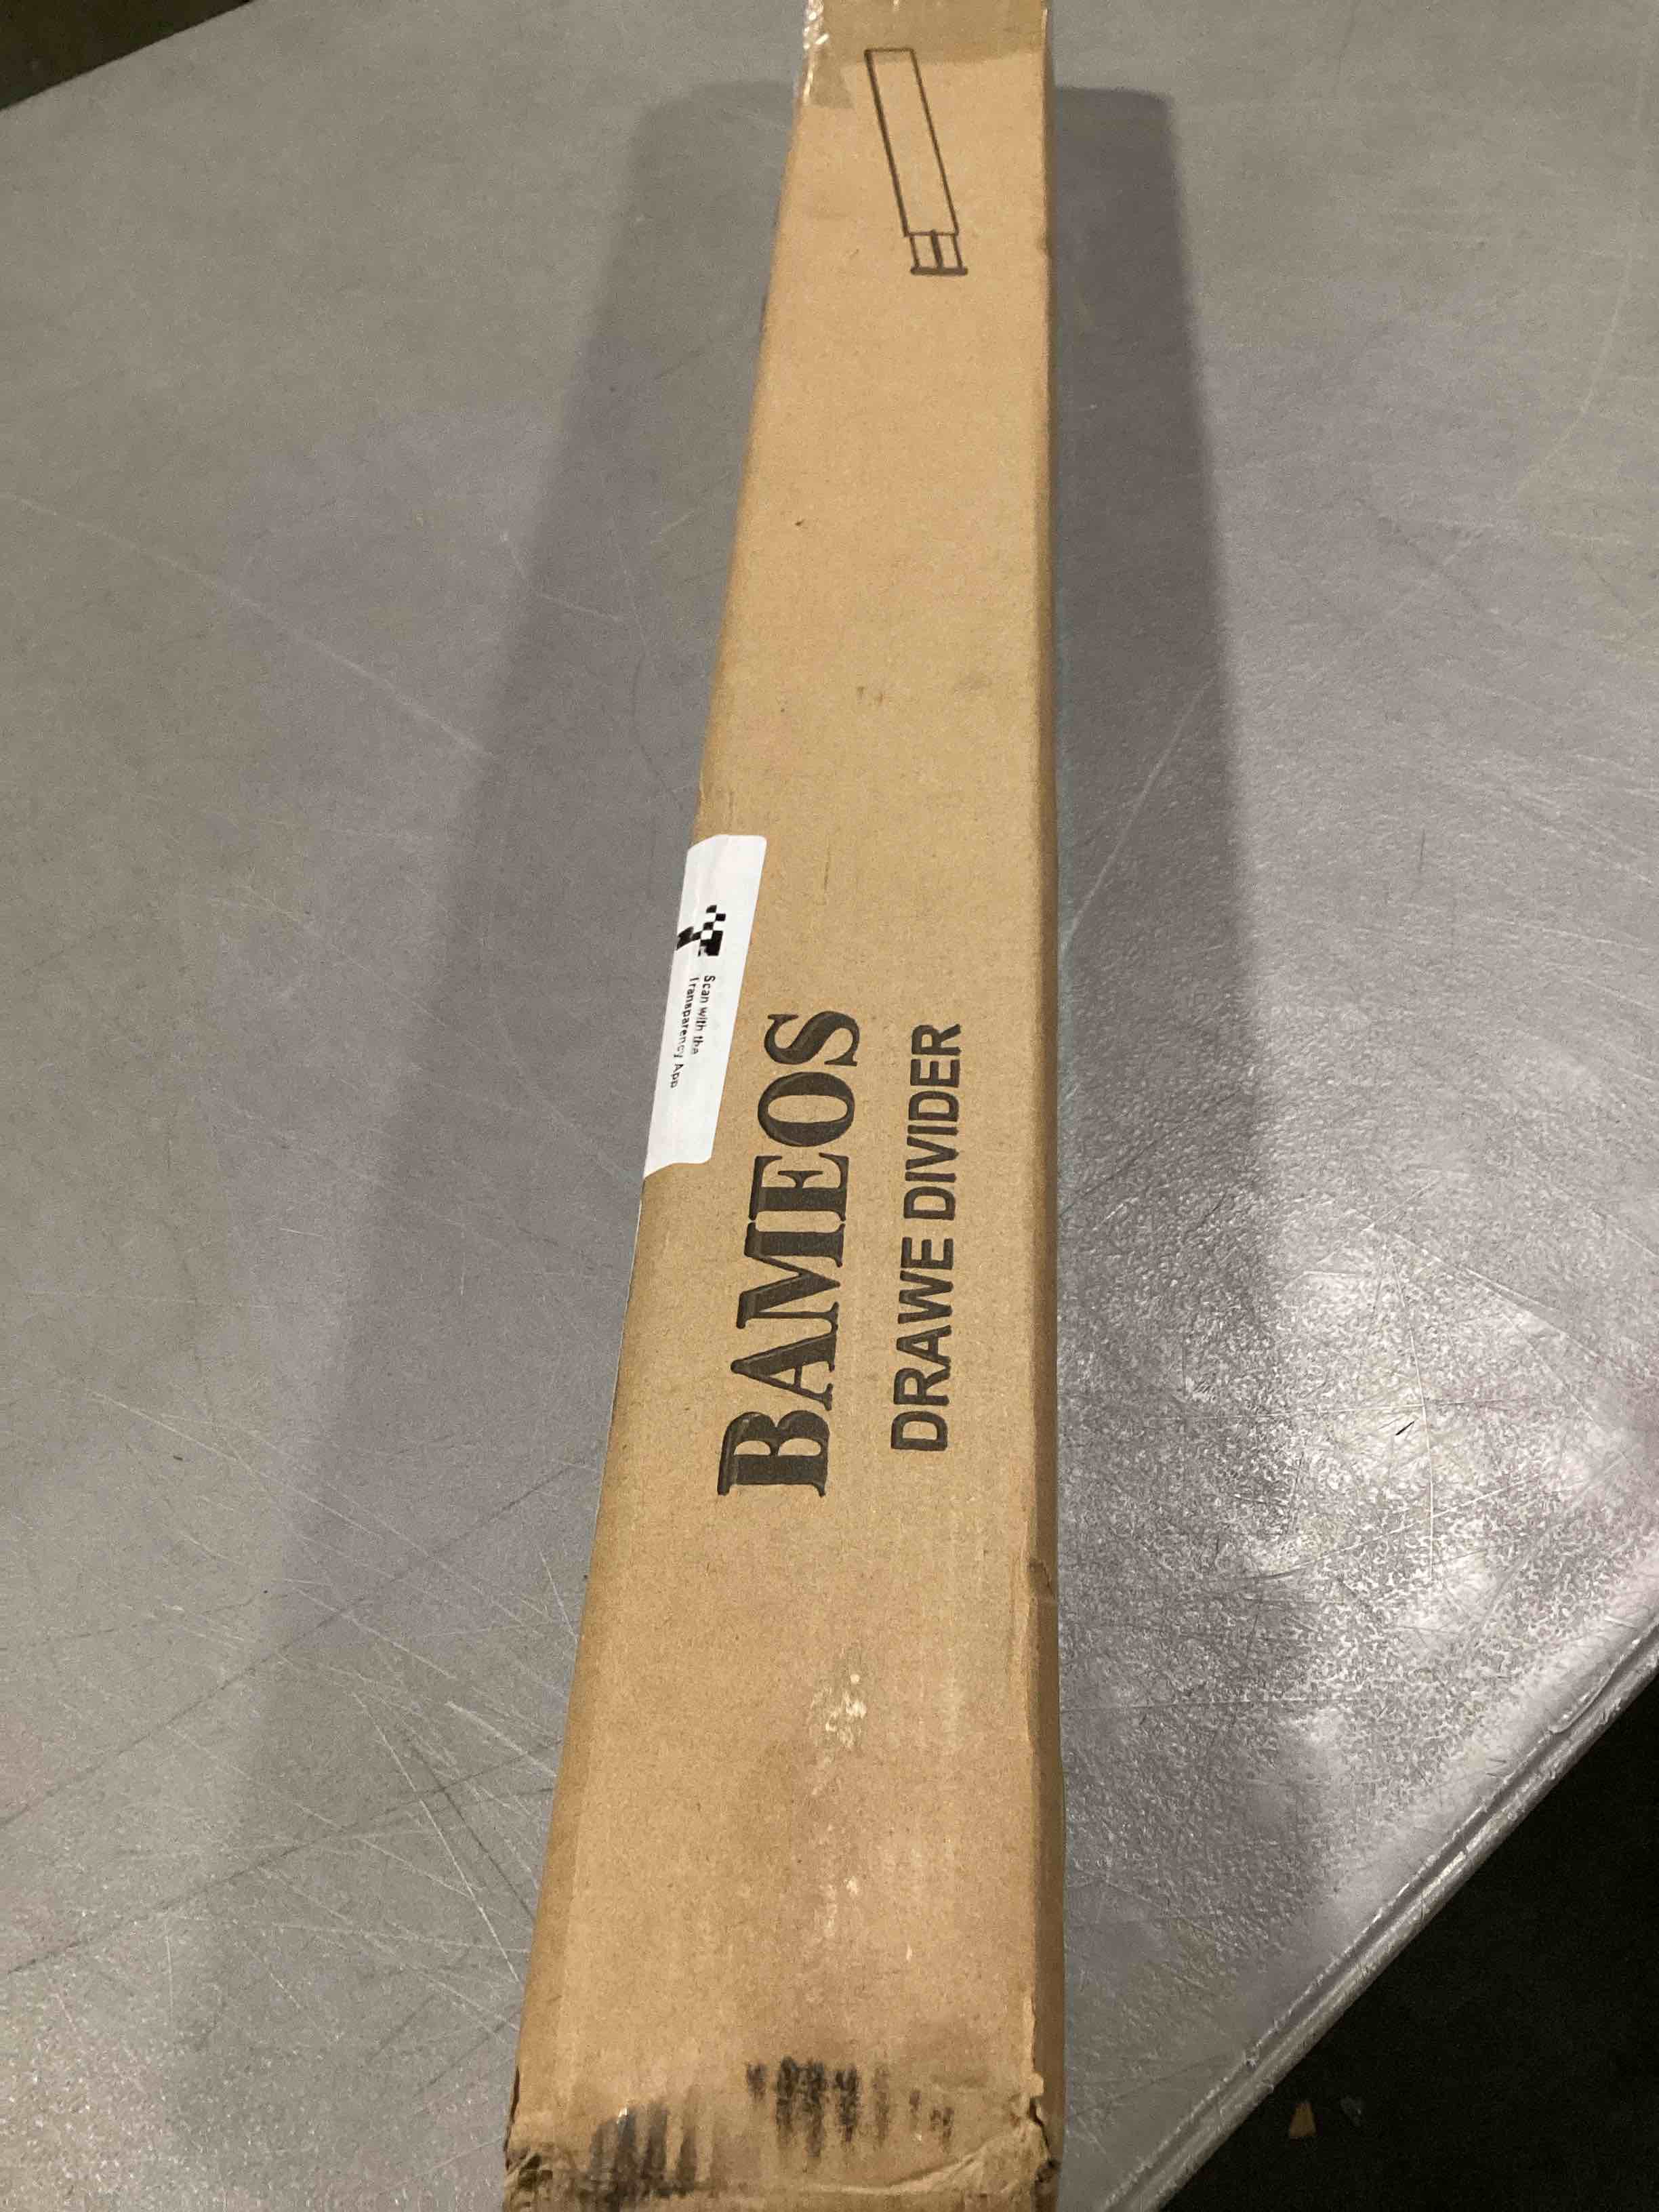 BAMEOS
DRAWE DIVIDER
Scan with the
Transparency App